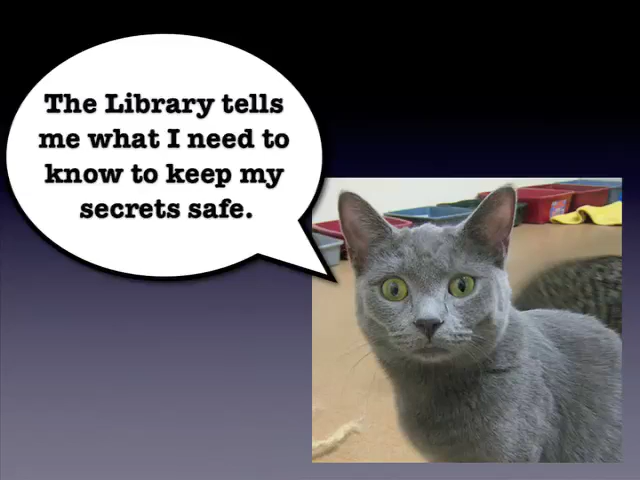 The Library tells
me what I need to
know to keep my
secrets safe.